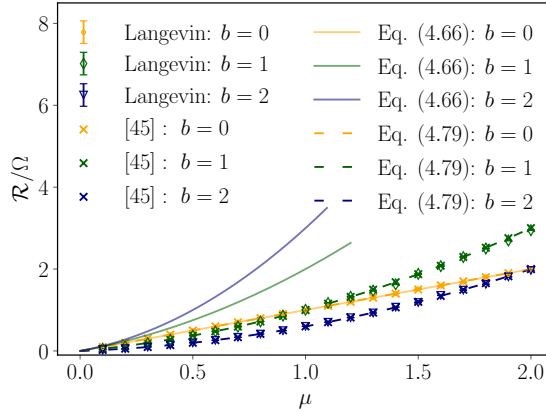 8
6
4
2
0
R/Ω
Langevin: b = 0
Langevin: b = 1
Langevin: b = 2
[45] : b = 0
[45] : b = 1
[45] : b = 2
Eq. (4.66): b = 0
Eq. (4.66): b = 1
Eq. (4.66): b = 2
Eq. (4.79): b = 0
Eq. (4.79): b = 1
Eq. (4.79): b = 2
0.0 0.5 1.0 1.5 2.0
μ